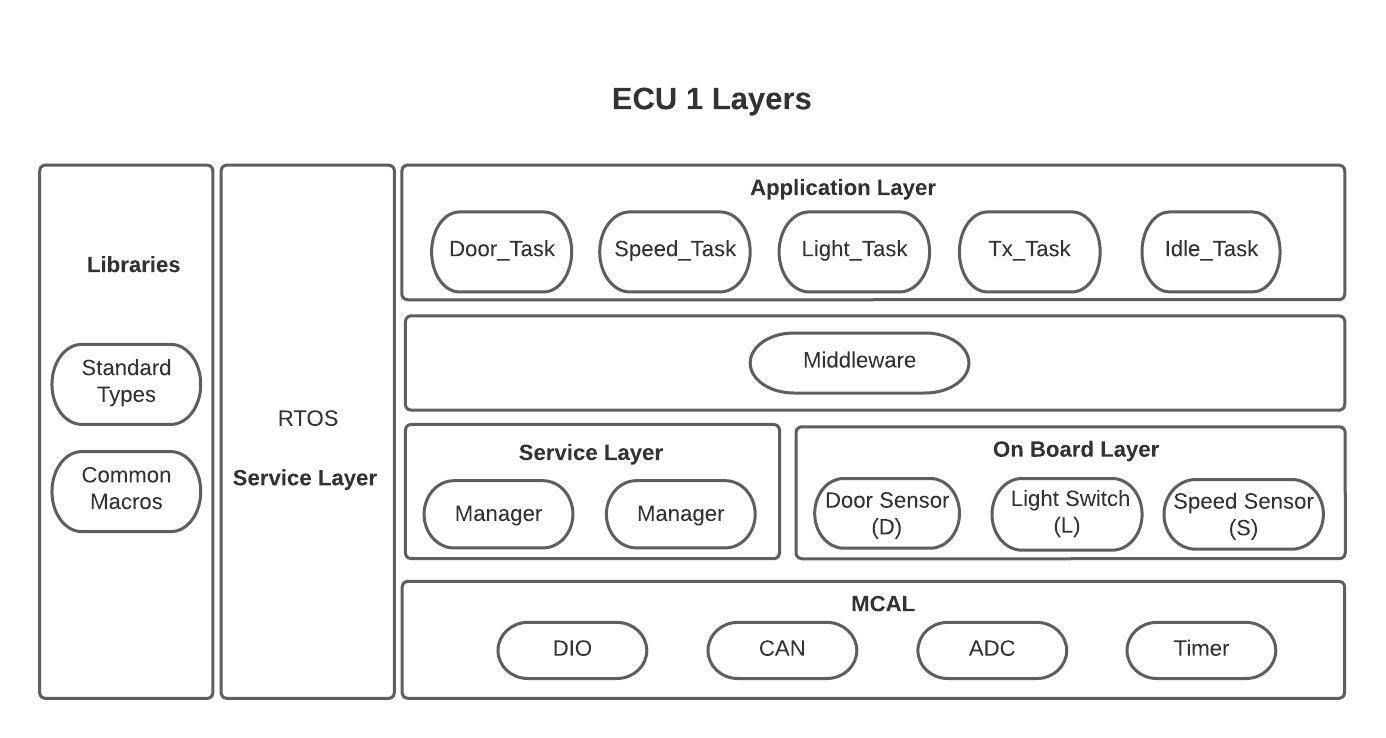 ECU 1 Layers
Libraries
Standard
Types
Common
Macros
RTOS
Service Layer
Application Layer
Door_Task
Speed_Task
Light_Task
Tx_Task
Idle_Task
Middleware
Service Layer
Manager
Manager
On Board Layer
Door Sensor
(D)
Light Switch
(L)
Speed Sensor
(S)
MCAL
DIO
CAN
ADC
Timer